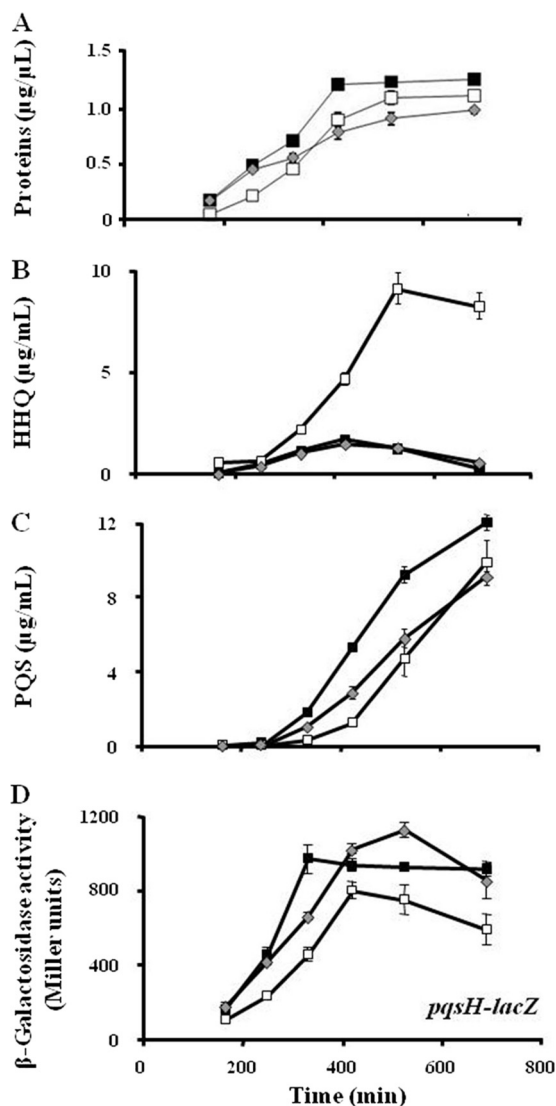 A
Proteins (µg/µL)
1.5
1.0
0.5
0
B
HHQ (µg/mL)
10
5
0
C
PQS (µg/mL)
12
8
4
0
D
β-Galactosidase activity
(Miller units)
1200
800
400
0
pqsH-lacZ
0 200 400 600 800
Time (min)